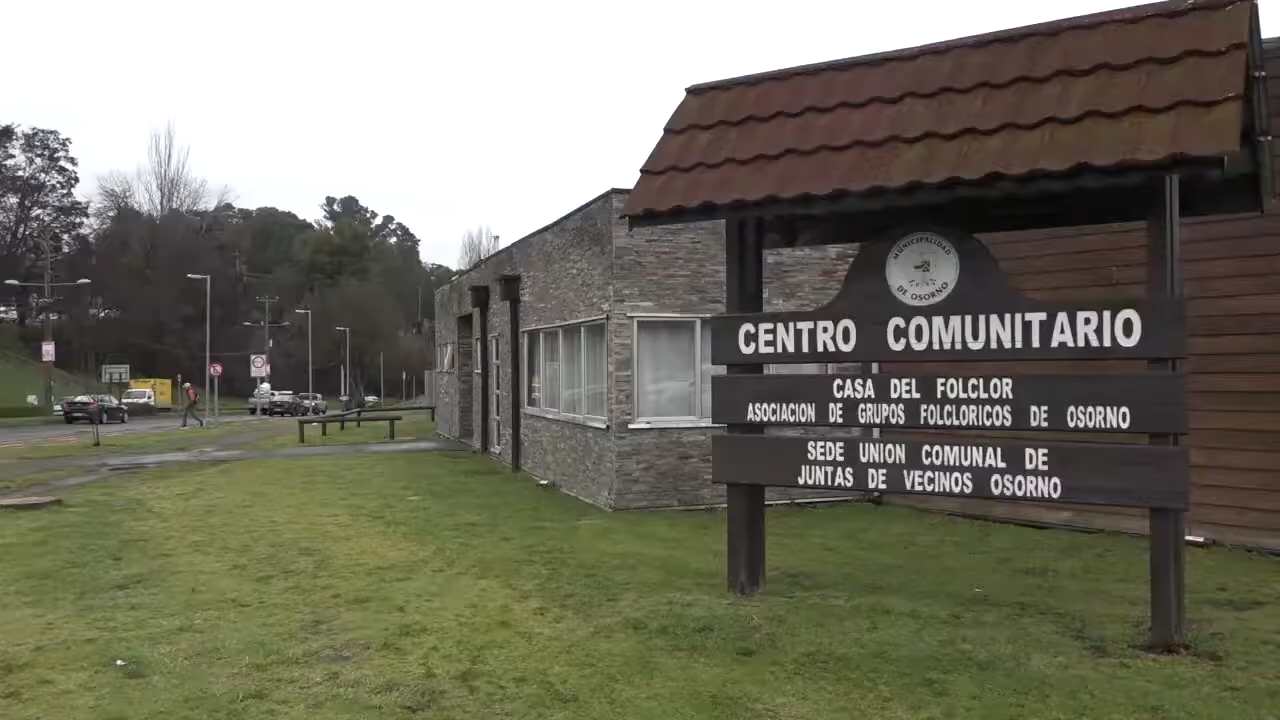 MUNICIPALIDAD
DE OSORNO
CENTRO COMUNITARIO
CASA DEL FOLCLOR
ASOCIACION DE GRUPOS FOLCLORICOS DE OSORNO
SEDE UNION COMUNAL DE
JUNTAS DE VECINOS OSORNO